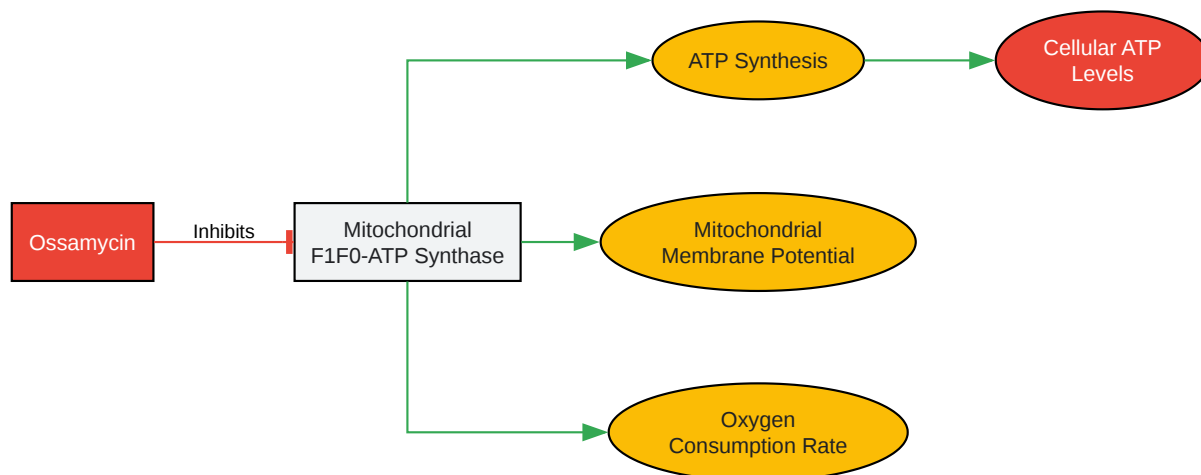 ATP Synthesis
Cellular ATP
Levels
Ossamycin
Inhibits
Mitochondrial
F1F0-ATP Synthase
Mitochondrial
Membrane Potential
Oxygen
Consumption Rate